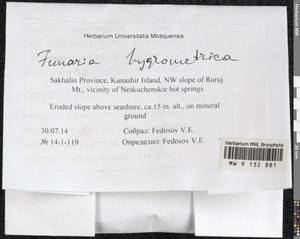 Herbarium Universitatis Mosquensis
Funaria hygrometrica
Sakhalin Province, Kunashir Island, NW slope of Ruruj
Mt., vicinity of Neskuchenskie hot springs
Eroded slope above seashore, ca.15 m. alt., on mineral
ground
30.07.14
Собрал: Fedosov V.E.
№ 14-1-119
Определил: Fedosov V.E.
Herbarium MW, Bryophyta
MW 9 132 881